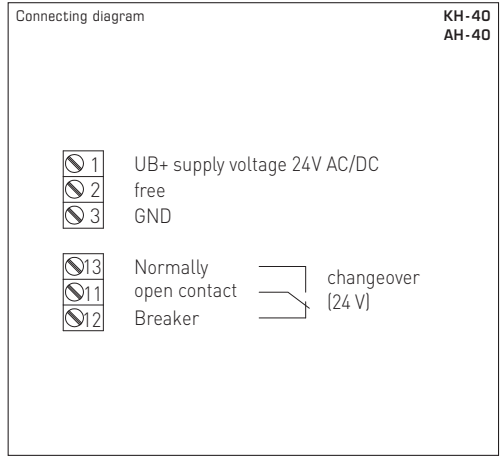 Connecting diagram
KH-40
AH-40
1 UB+ supply voltage 24V AC/DC
2 free
3 GND
13 Normally
11 open contact
12 Breaker
changeover
(24 V)